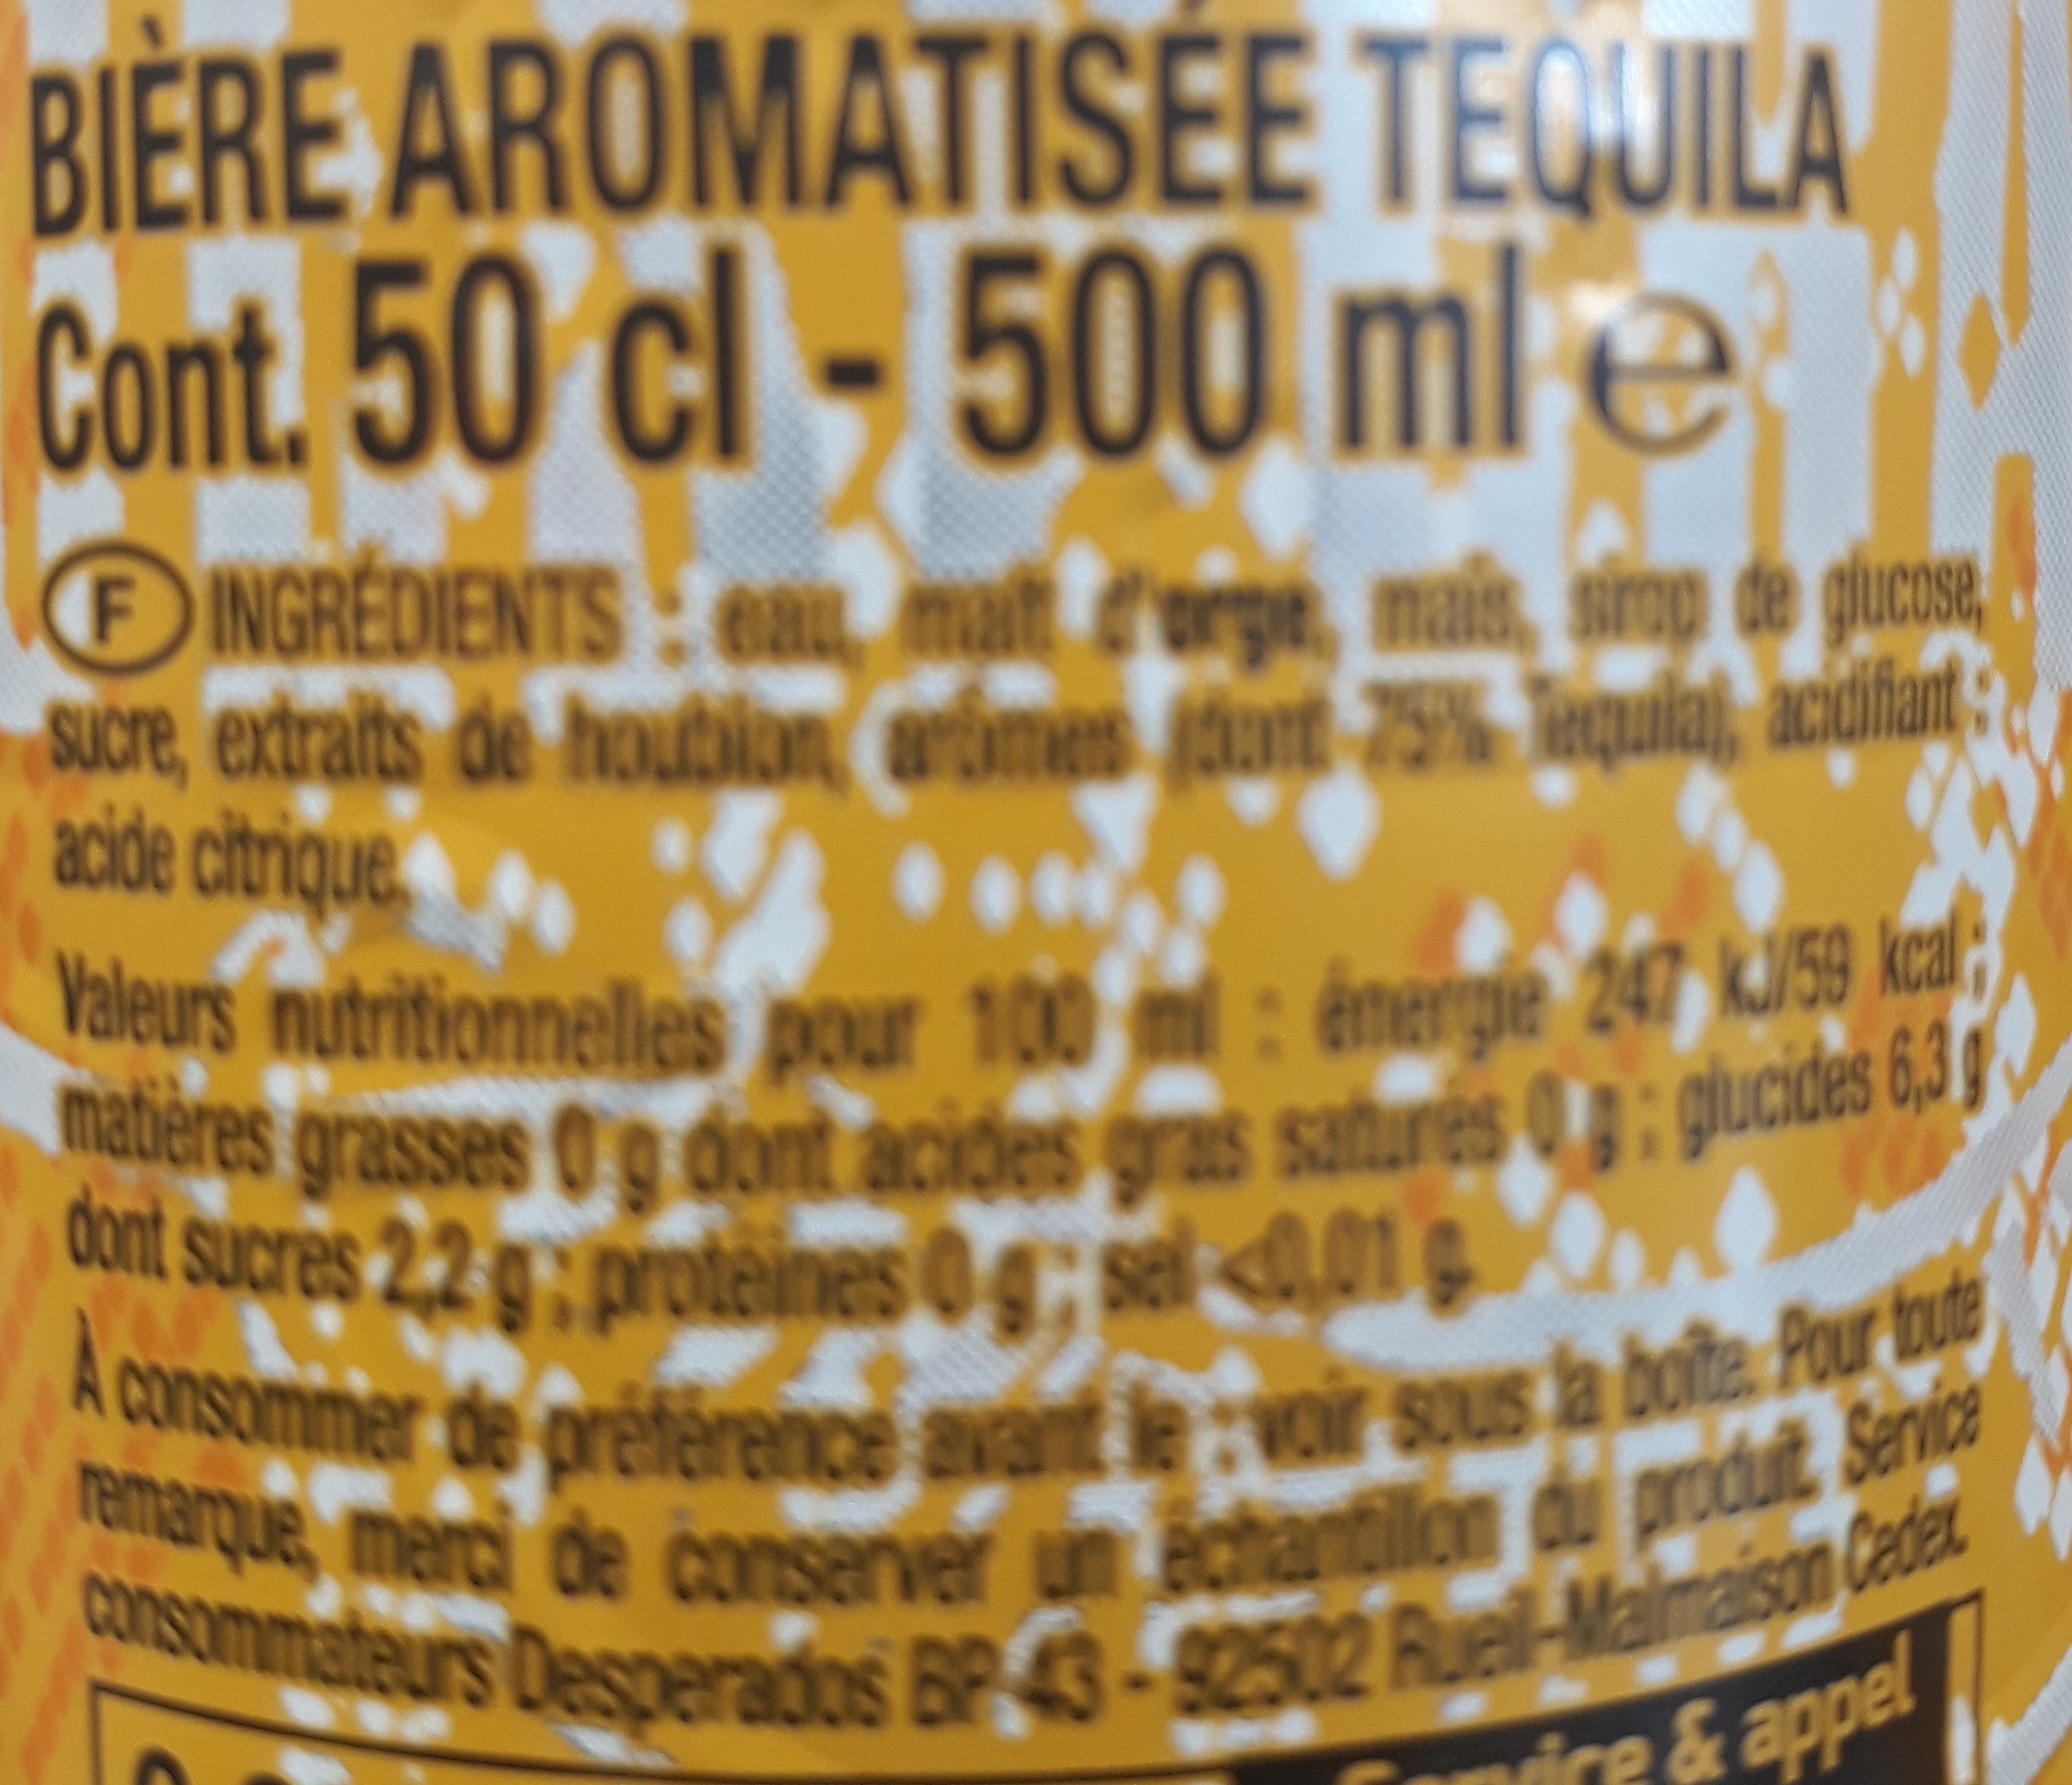 BIÈRE AROMATISÉE TEQUILA
Cont. 50 cl - 500 ml ℮
F INGRÉDIENTS : eau, malt d'orge, maïs, sirop de glucose,
sucre, extraits de houblon, arômes (dont 75% Tequila), acidifiant :
acide citrique.
Valeurs nutritionnelles pour 100 ml : énergie 247 kJ/59 kcal ;
matières grasses 0 g dont acides gras saturés 0 g ; glucides 6,3 g
dont sucres 2,2 g ; protéines 0 g ; sel <0,01 g.
À consommer de préférence avant le : voir sous la boîte. Pour toute
remarque, merci de conserver un échantillon du produit. Service
consommateurs Desperados BP 43 - 92502 Rueil-Malmaison Cedex.
Service & appel